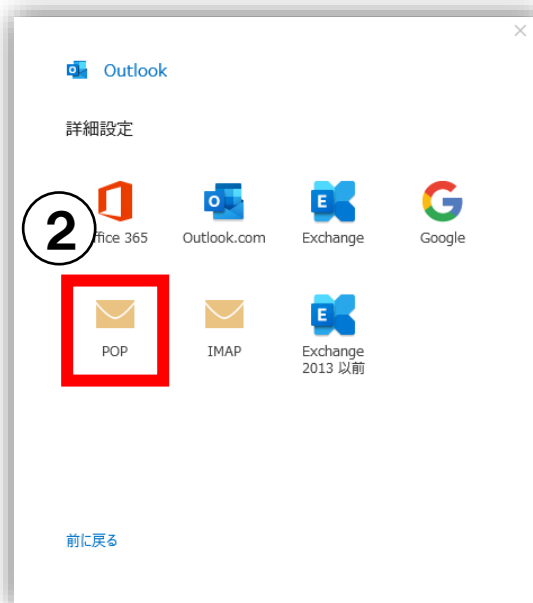 Outlook
詳細設定
②
ffice 365 Outlook.com Exchange Google
POP IMAP Exchange
2013 以前
前に戻る